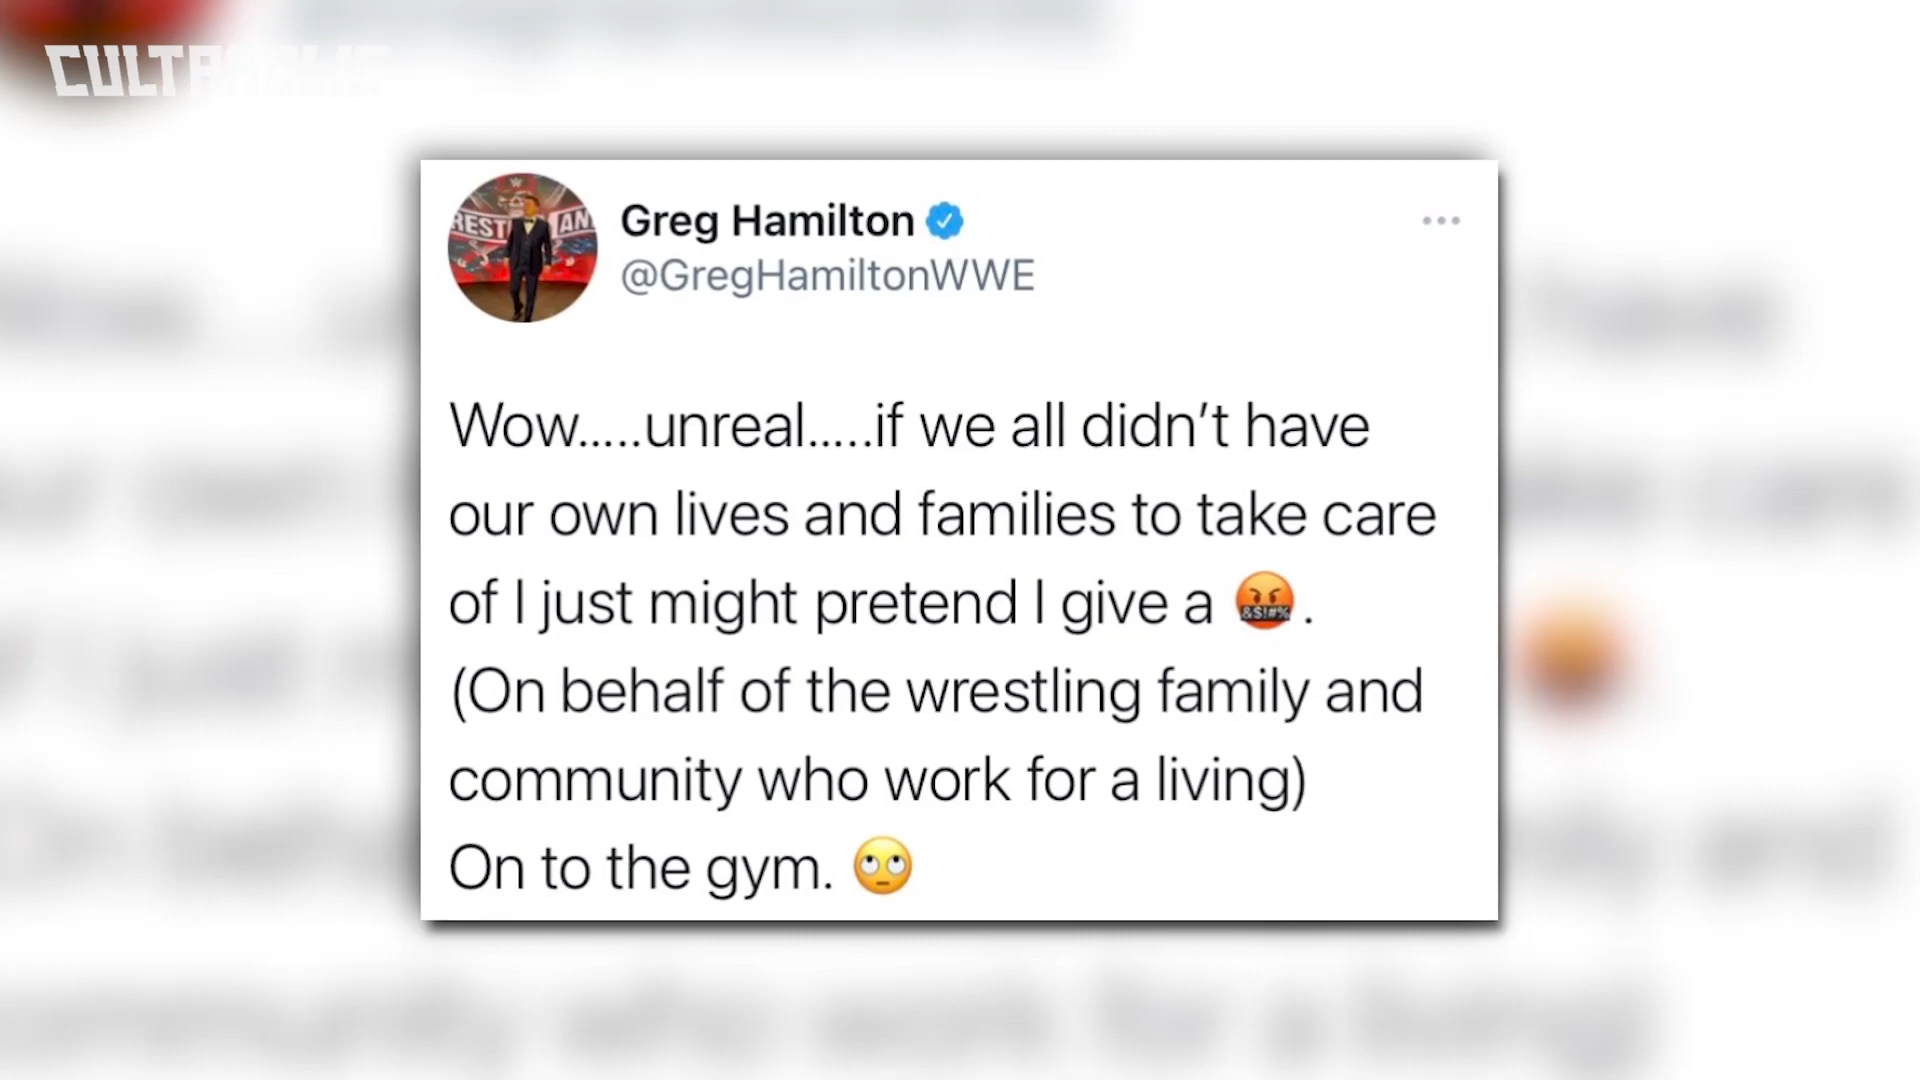 Greg Hamilton
@GregHamiltonWWE
Wow.....unreal.....if we all didn't have
our own lives and families to take care
of I just might pretend I give a 🤬.
(On behalf of the wrestling family and
community who work for a living)
On to the gym. 🙄